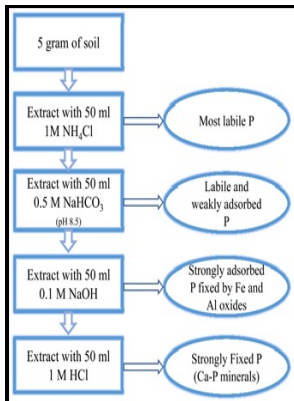 5 gram of soil
Extract with 50 ml
1M NH₄Cl
Most labile P
Extract with 50 ml
0.5 M NaHCO₃
(pH 8.5)
Labile and
weakly adsorbed
P
Extract with 50 ml
0.1 M NaOH
Strongly adsorbed
P fixed by Fe and
Al oxides
Extract with 50 ml
1 M HCl
Strongly Fixed P
(Ca-P minerals)